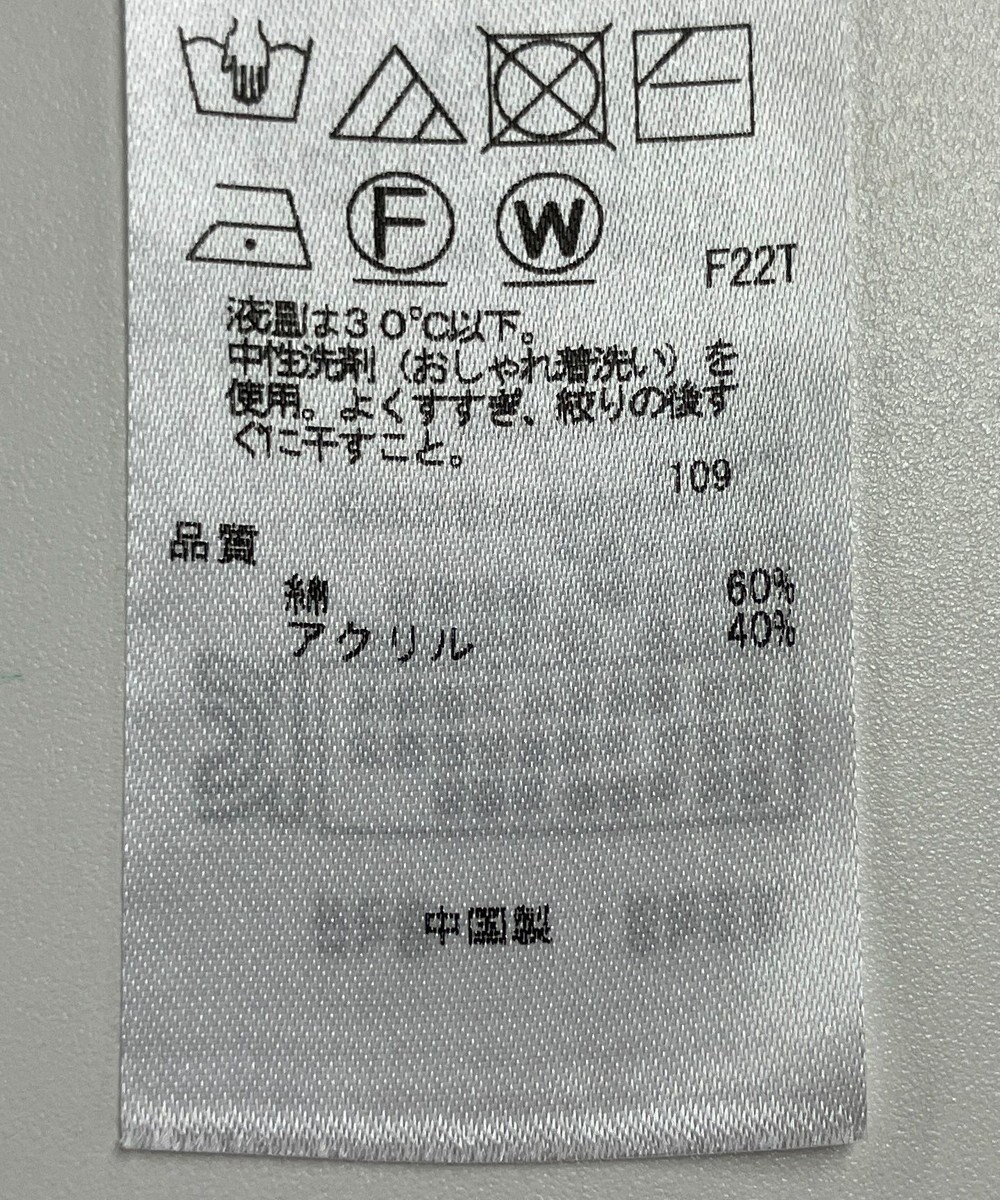 F
W
F22T
液温は30℃以下。
中性洗剤（おしゃれ着洗い）を
使用。よくすすぎ、絞りの後す
ぐに干すこと。
109
品質
綿 60%
アクリル 40%
中国製